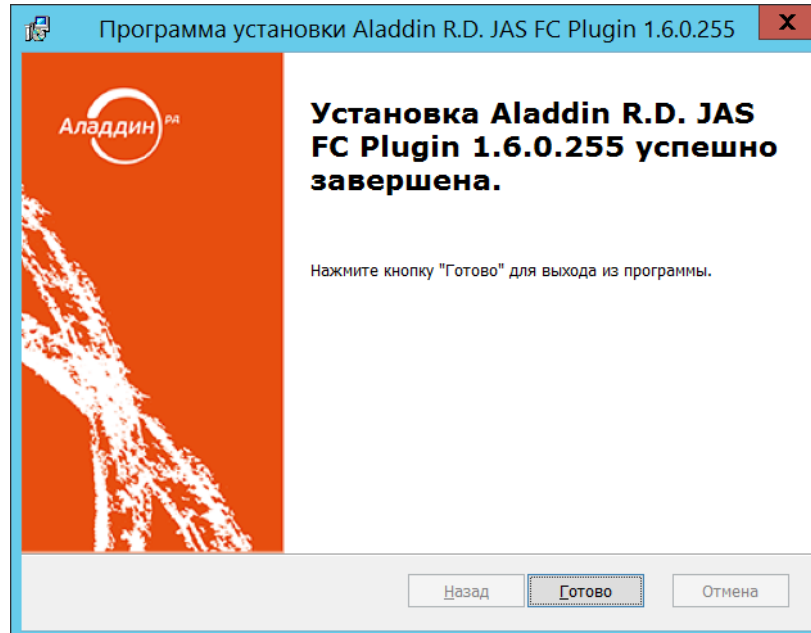 Программа установки Aladdin R.D. JAS FC Plugin 1.6.0.255
X
Аладдин РД
Установка Aladdin R.D. JAS
FC Plugin 1.6.0.255 успешно
завершена.
Нажмите кнопку "Готово" для выхода из программы.
Назад
Готово
Отмена